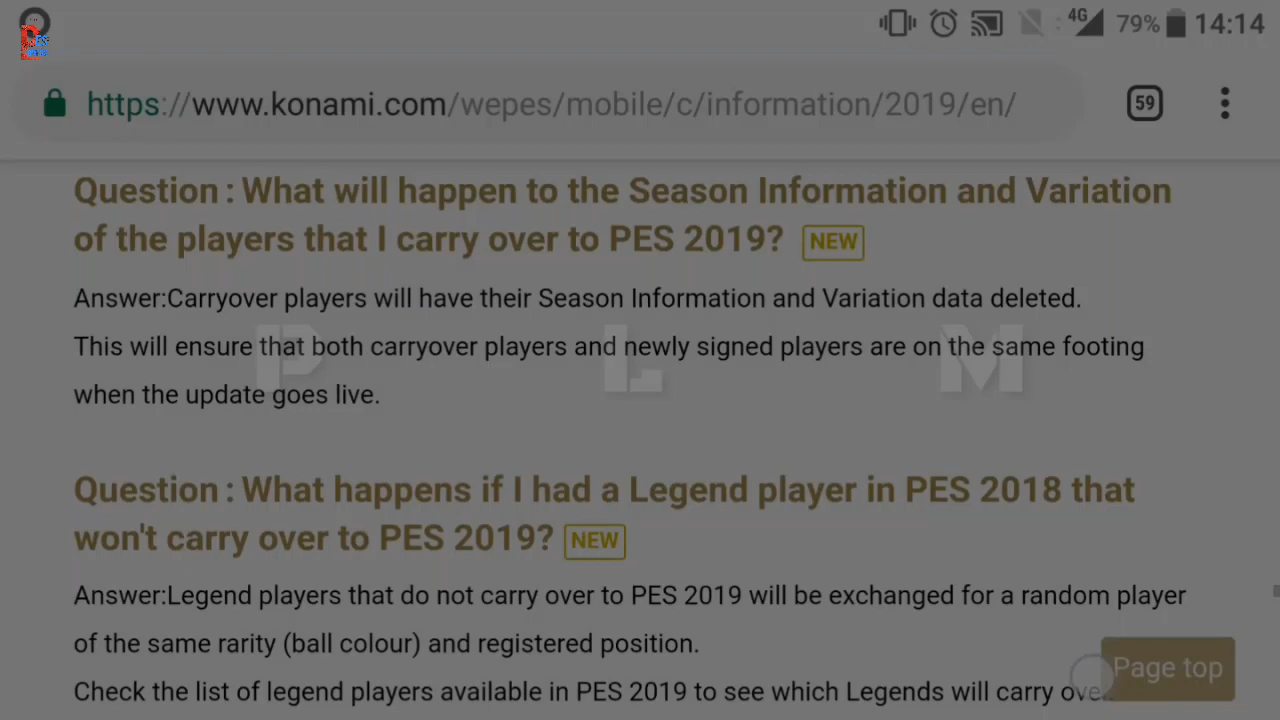 4G 79% 14:14
https://www.konami.com/wepes/mobile/c/information/2019/en/ 59
Question : What will happen to the Season Information and Variation
of the players that I carry over to PES 2019? NEW
Answer:Carryover players will have their Season Information and Variation data deleted.
This will ensure that both carryover players and newly signed players are on the same footing
P L M
when the update goes live.
Question : What happens if I had a Legend player in PES 2018 that
won't carry over to PES 2019? NEW
Answer:Legend players that do not carry over to PES 2019 will be exchanged for a random player
of the same rarity (ball colour) and registered position.
Page top
Check the list of legend players available in PES 2019 to see which Legends will carry